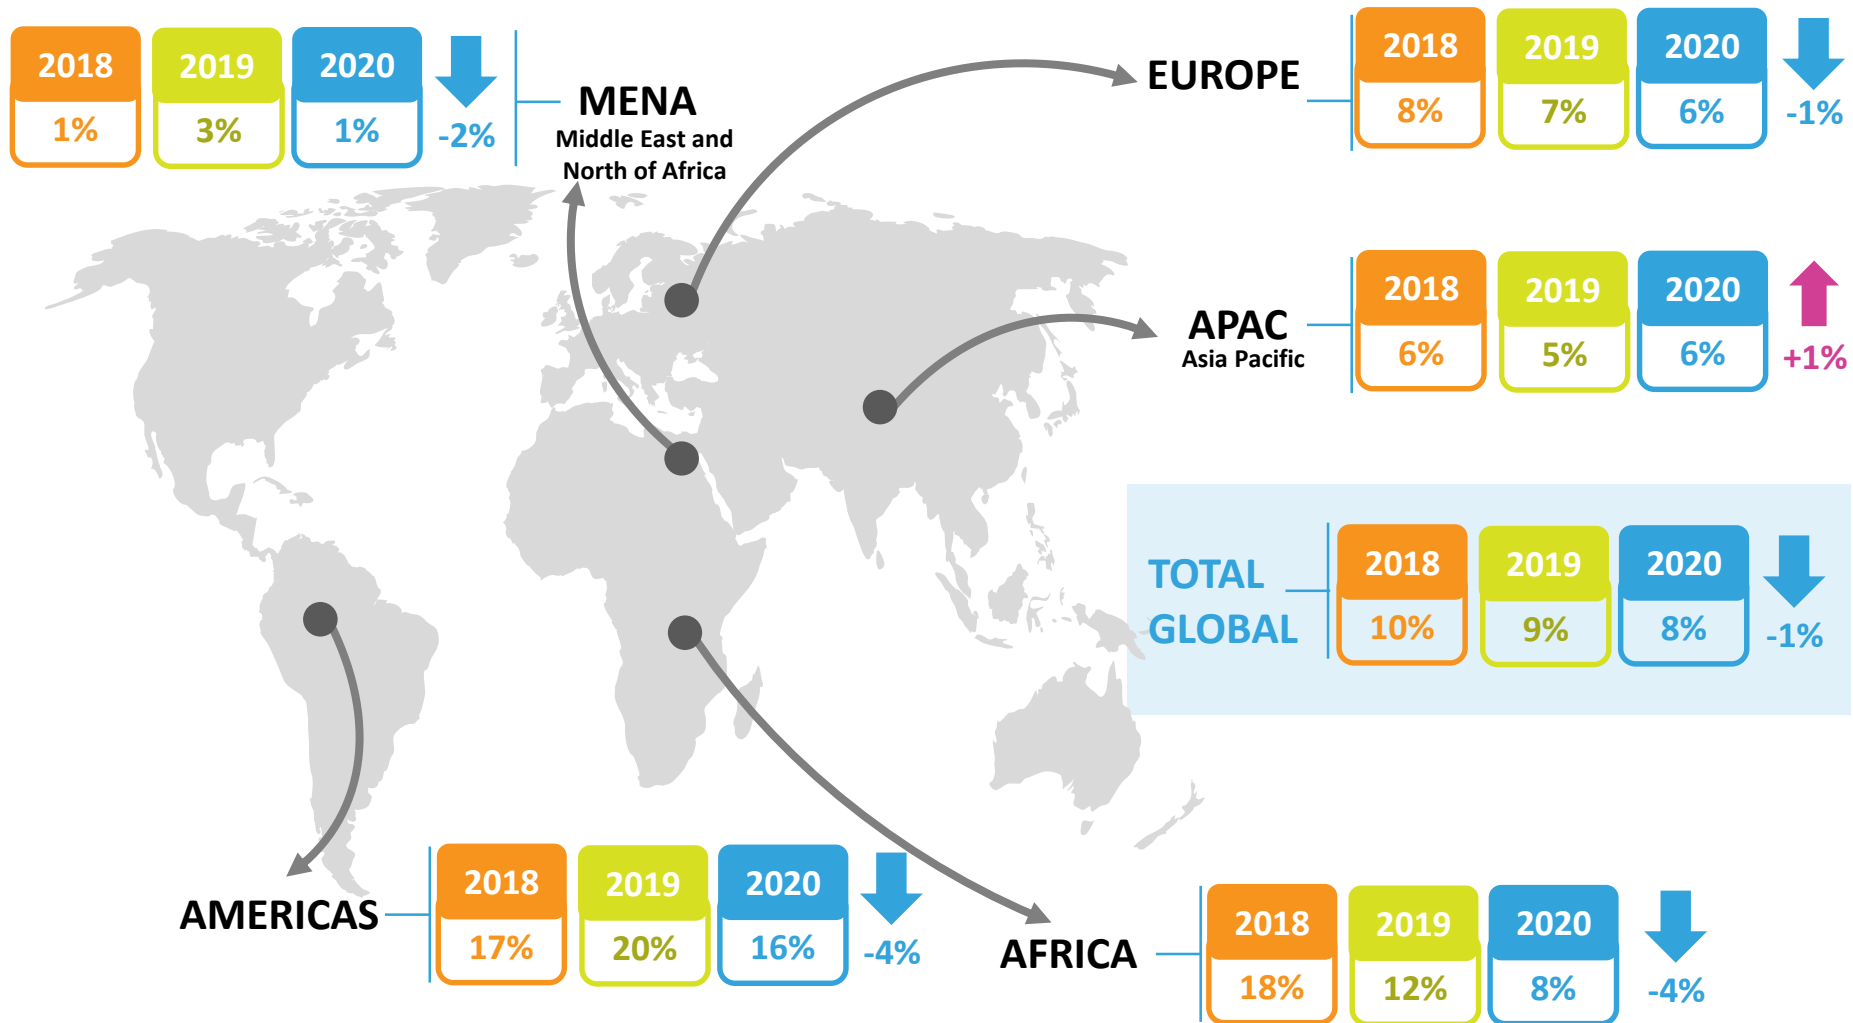 2018 2019 2020
1% 3% 1% -2%
MENA
Middle East and
North of Africa
EUROPE
2018 2019 2020
8% 7% 6% -1%
APAC
Asia Pacific
2018 2019 2020
6% 5% 6% +1%
TOTAL
GLOBAL
2018 2019 2020
10% 9% 8% -1%
AMERICAS
2018 2019 2020
17% 20% 16% -4%
AFRICA
2018 2019 2020
18% 12% 8% -4%